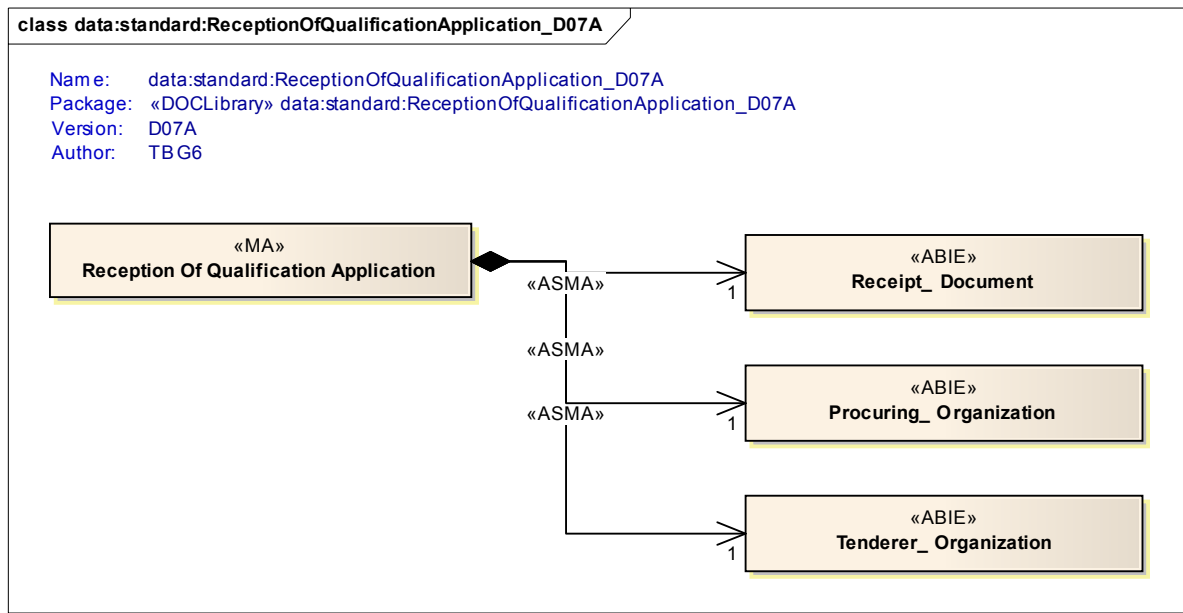 class data:standard:ReceptionOfQualificationApplication_D07A
Name: data:standard:ReceptionOfQualificationApplication_D07A
Package: «DOCLibrary» data:standard:ReceptionOfQualificationApplication_D07A
Version: D07A
Author: TBG6
«MA»
Reception Of Qualification Application
«ASMA»
1
«ABIE»
Receipt_ Document
«ASMA»
1
«ABIE»
Procuring_ Organization
«ASMA»
1
«ABIE»
Tenderer_ Organization